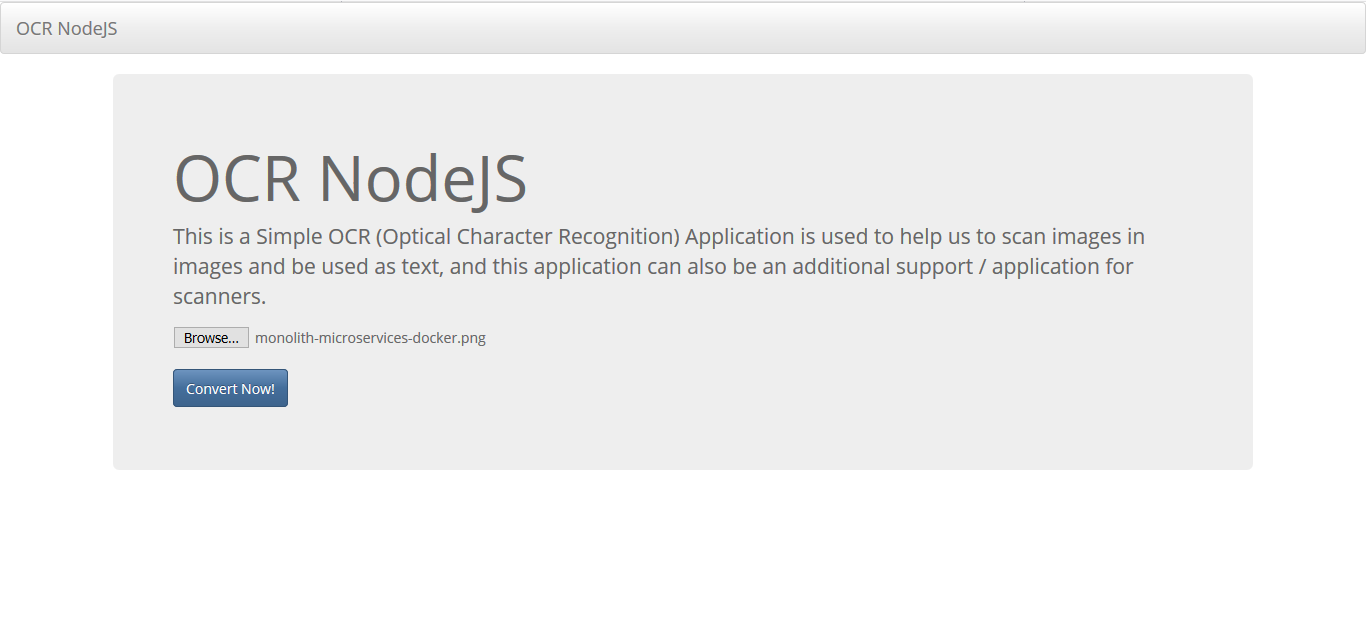 OCR NodeJS
OCR NodeJS
This is a Simple OCR (Optical Character Recognition) Application is used to help us to scan images in
images and be used as text, and this application can also be an additional support / application for
scanners.
Browse... monolith-microservices-docker.png
Convert Now!